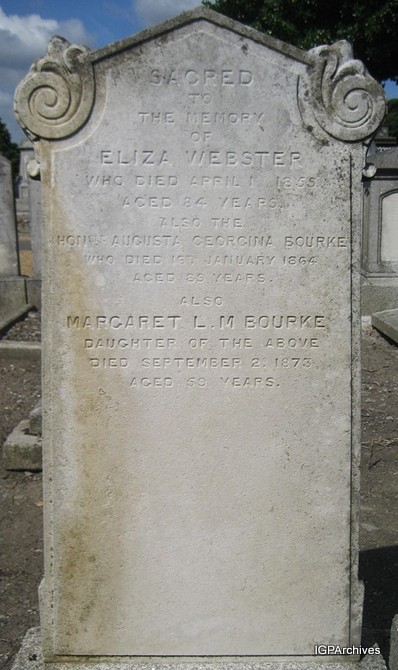 SACRED
TO
THE MEMORY
OF
ELIZA WEBSTER
WHO DIED APRIL 1 1855
AGED 84 YEARS.
ALSO THE
HONBLE AUGUSTA GEORGINA BOURKE
WHO DIED 1ST JANUARY 1864
AGED 89 YEARS.
ALSO
MARGARET L.M BOURKE
DAUGHTER OF THE ABOVE
DIED SEPTEMBER 2. 1873
AGED 59 YEARS.
IGPArchives